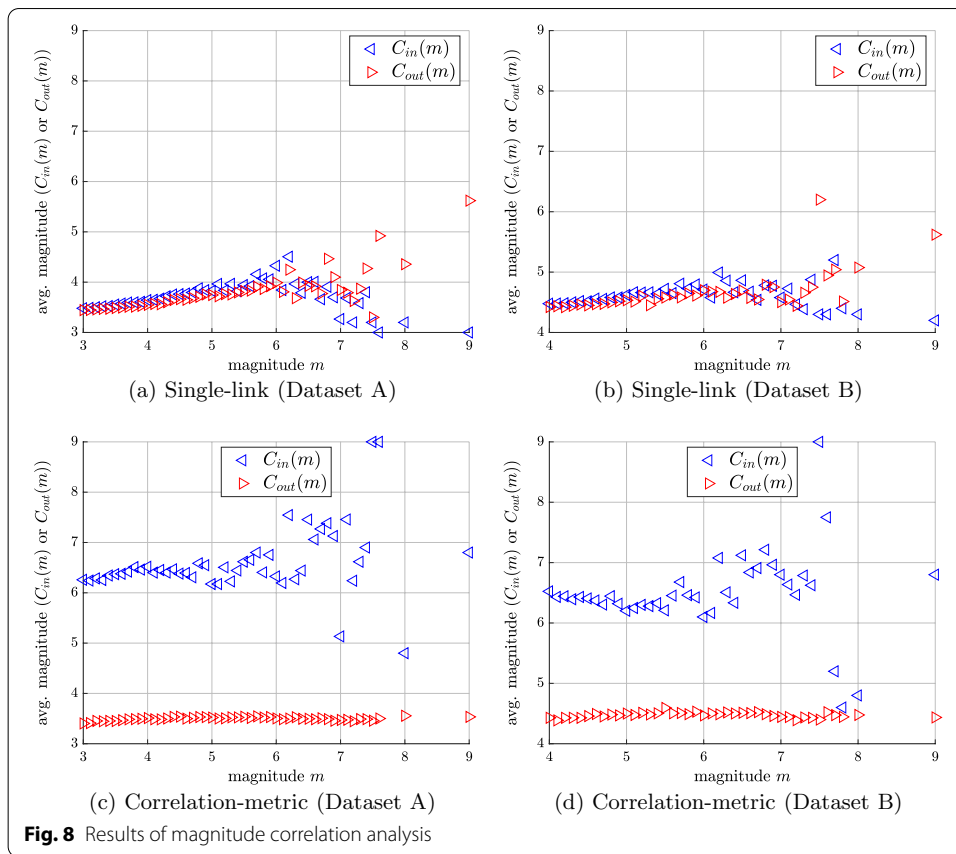 9
8
7
6
5
4
3
avg. magnitude (C_in(m) or C_out(m))
C_in(m)
C_out(m)
3 4 5 6 7 8 9
magnitude m
(a) Single-link (Dataset A)
9
8
7
6
5
4
avg. magnitude (C_in(m) or C_out(m))
C_in(m)
C_out(m)
4 5 6 7 8 9
magnitude m
(b) Single-link (Dataset B)
9
8
7
6
5
4
3
avg. magnitude (C_in(m) or C_out(m))
C_in(m)
C_out(m)
3 4 5 6 7 8 9
magnitude m
(c) Correlation-metric (Dataset A)
9
8
7
6
5
4
avg. magnitude (C_in(m) or C_out(m))
C_in(m)
C_out(m)
4 5 6 7 8 9
magnitude m
(d) Correlation-metric (Dataset B)
Fig. 8 Results of magnitude correlation analysis